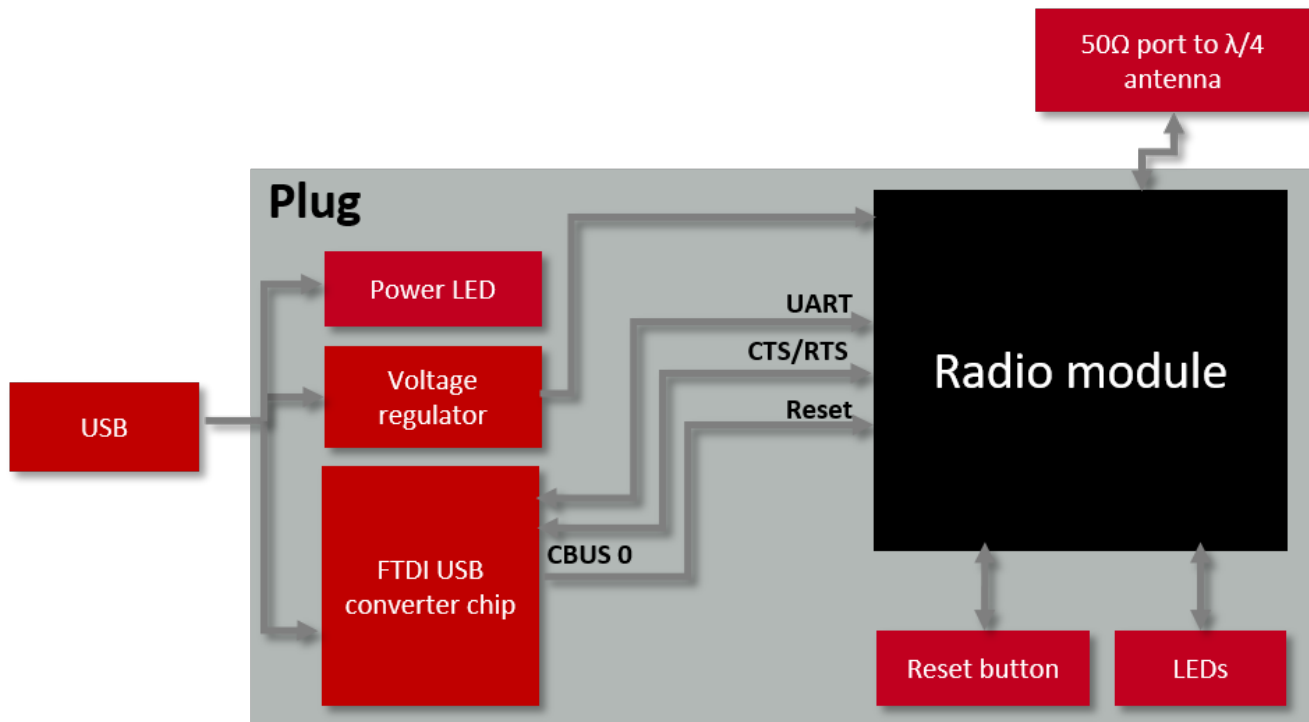 50Ω port to λ/4
antenna
Plug
Power LED
UART
CTS/RTS
Voltage
regulator
Radio module
Reset
USB
CBUS 0
FTDI USB
converter chip
Reset button
LEDs